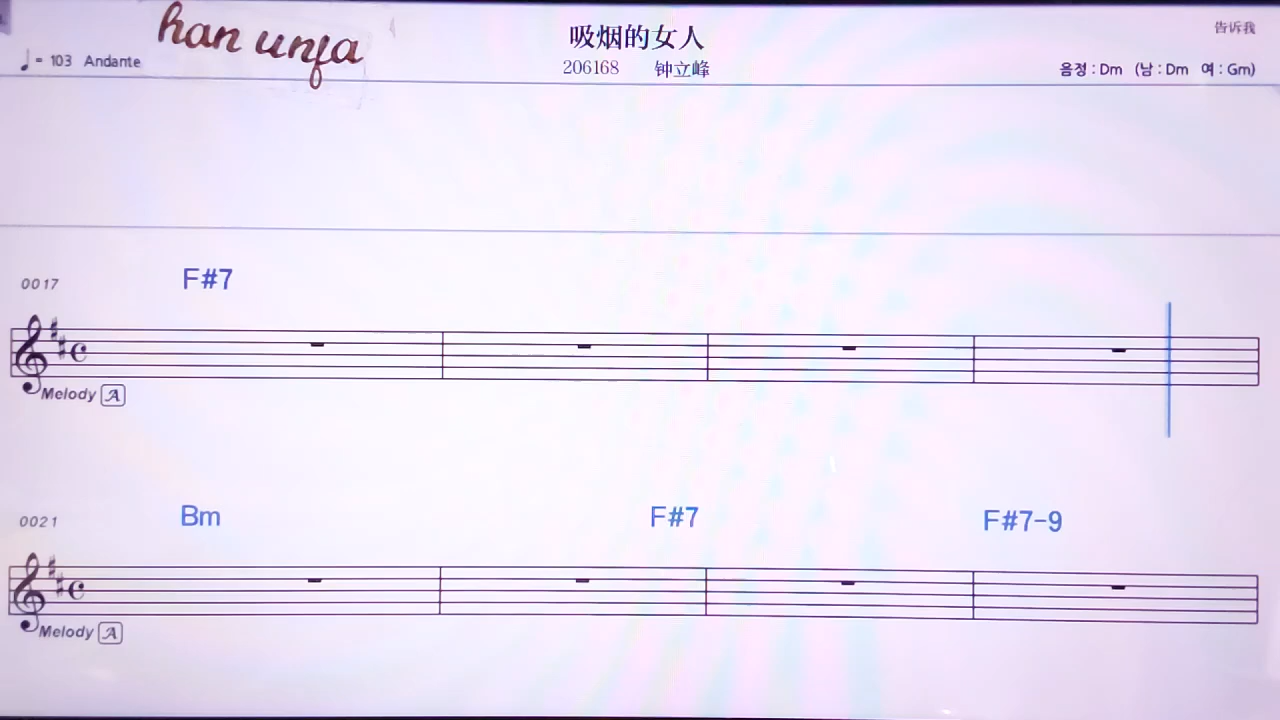 han unfa
吸烟的女人
告诉我
♩= 103 Andante
206168 钟立峰
음정 : Dm (남 : Dm 여 : Gm)
0017
F#7
Melody A
0021
Bm F#7 F#7-9
Melody A